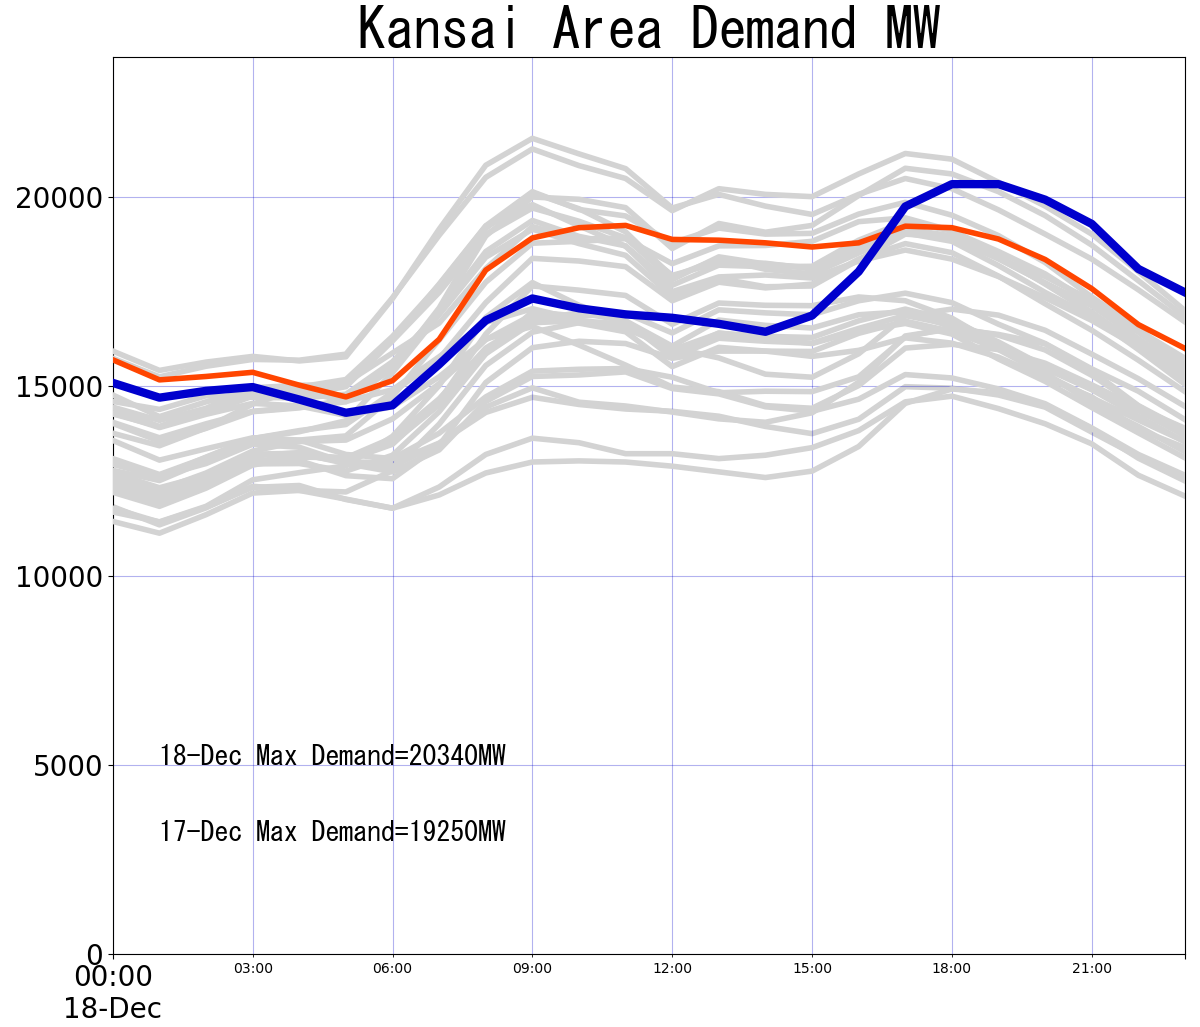 Kansai Area Demand MW
20000
15000
10000
5000
0
18-Dec Max Demand=20340MW
17-Dec Max Demand=19250MW
00:00 03:00 06:00 09:00 12:00 15:00 18:00 21:00
18-Dec